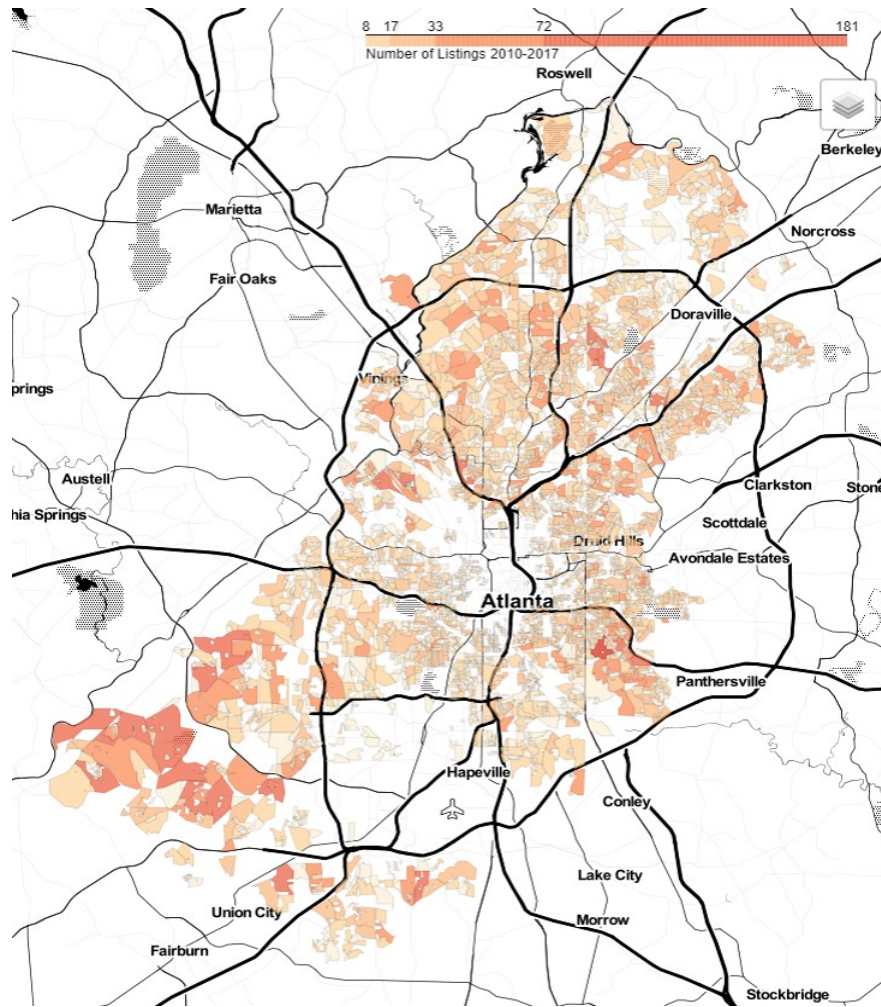 8 17 33 72 181
Number of Listings 2010-2017
Roswell
Berkeley
Marietta
Norcross
Fair Oaks
Doraville
Vinings
prings
Austell
Clarkston
Stone
hia Springs
Scottdale
Druid Hills
Avondale Estates
Atlanta
Panthersville
Hapeville
Conley
Lake City
Union City
Morrow
Fairburn
Stockbridge